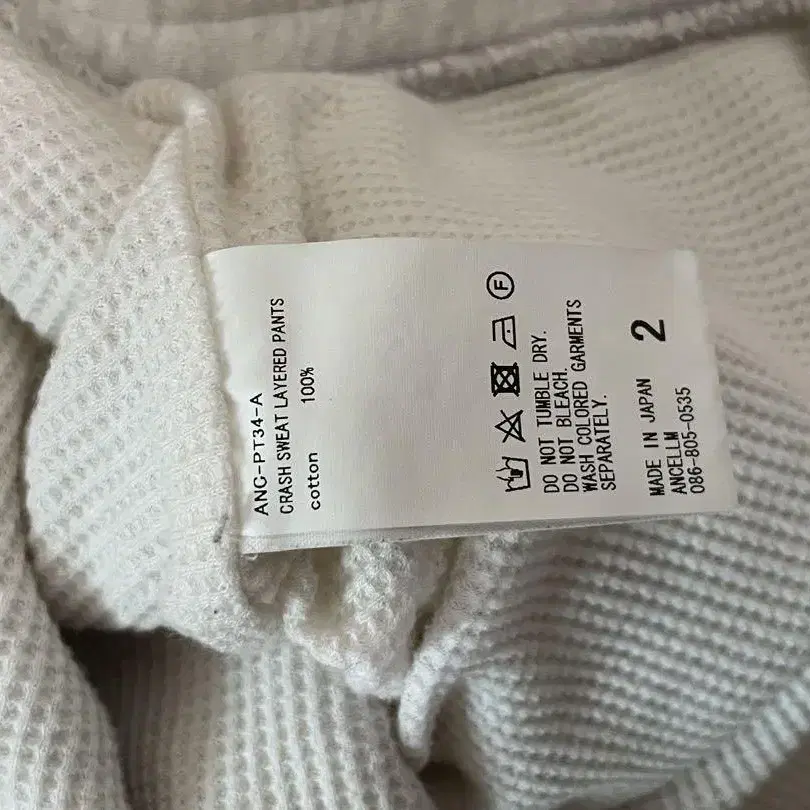 ANC-PT34-A
CRASH SWEAT LAYERED PANTS
cotton 100%
F
DO NOT TUMBLE DRY.
DO NOT BLEACH.
WASH COLORED GARMENTS
SEPARATELY.
2
MADE IN JAPAN
ANCELLM
086-805-0535